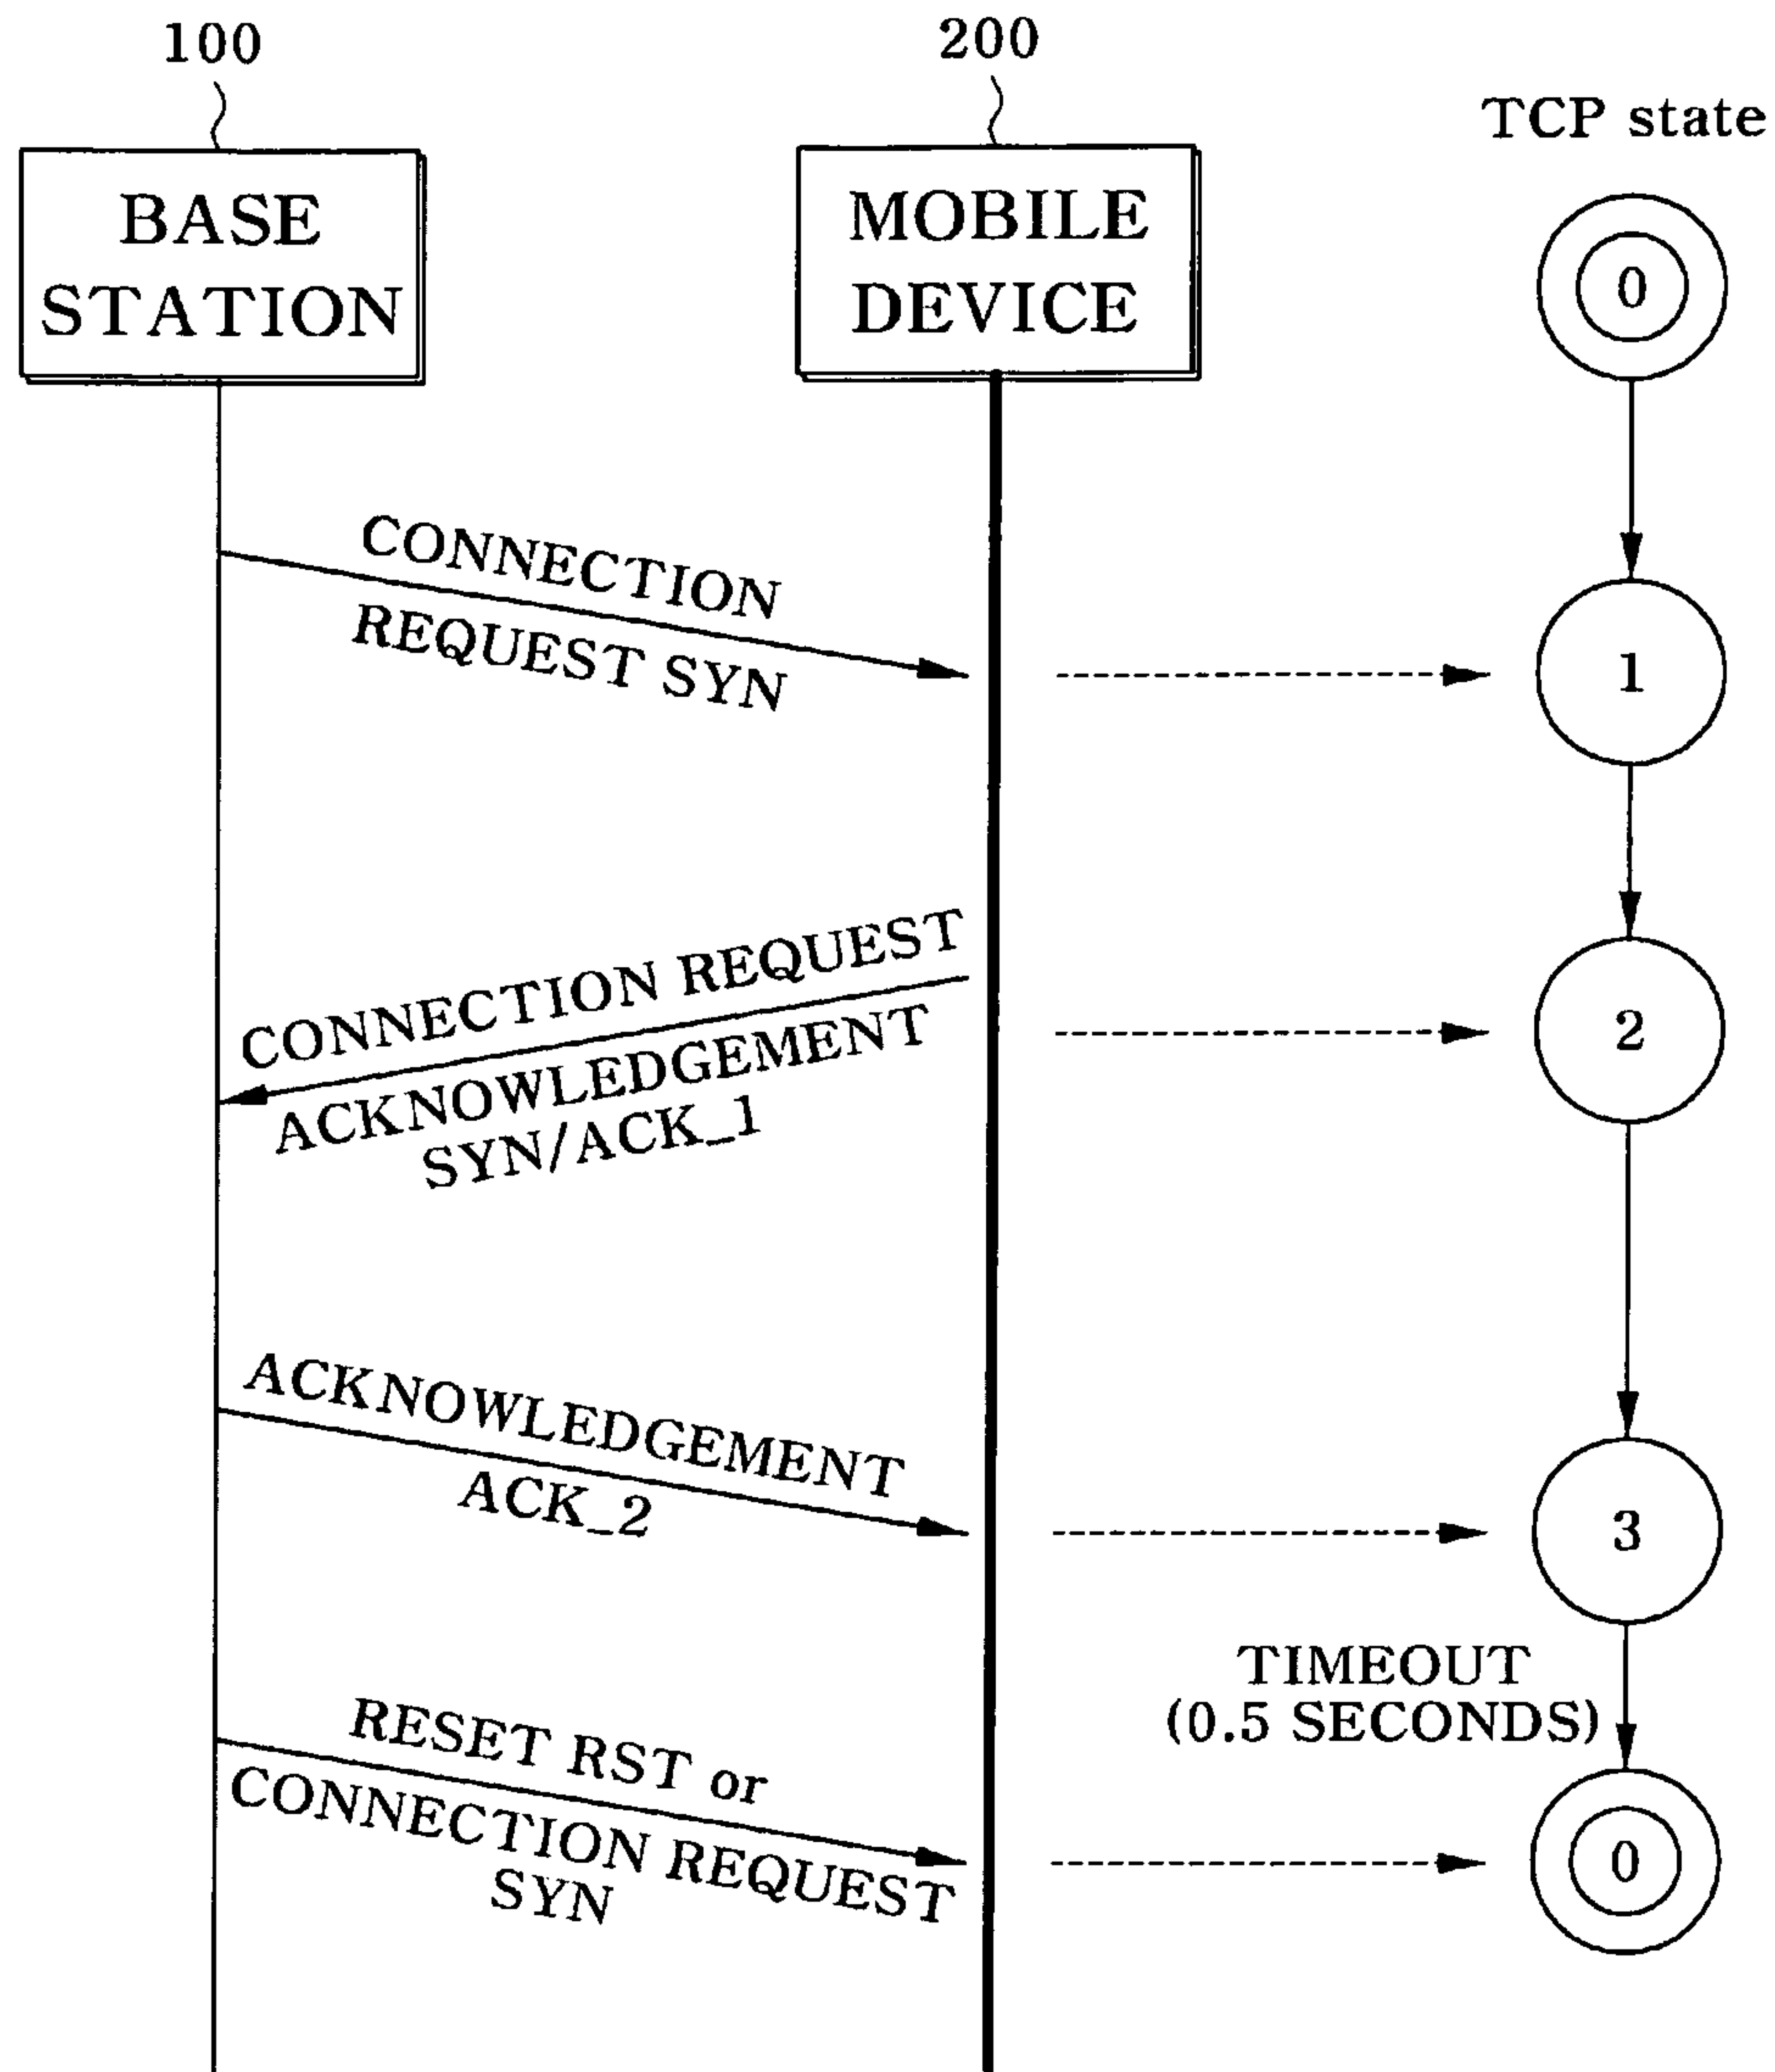 100
200
TCP state
BASE
STATION
MOBILE
DEVICE
0
CONNECTION
REQUEST SYN
1
CONNECTION REQUEST
ACKNOWLEDGEMENT
SYN/ACK_1
2
ACKNOWLEDGEMENT
ACK_2
3
TIMEOUT
(0.5 SECONDS)
RESET RST or
CONNECTION REQUEST
SYN
0